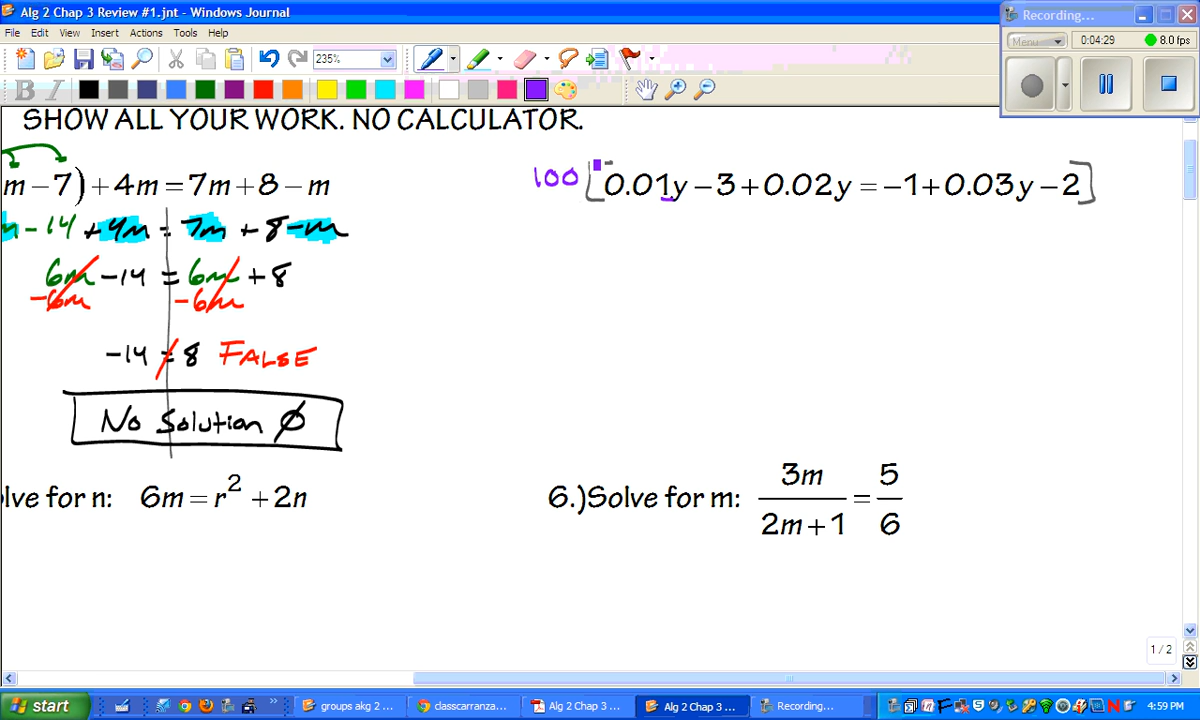 Alg 2 Chap 3 Review #1.jnt - Windows Journal
File Edit View Insert Actions Tools Help
Recording...
Menu
0:04:29
8.0 fps
235%
B I
SHOW ALL YOUR WORK. NO CALCULATOR.
m − 7) + 4m = 7m + 8 − m
m − 14 + 4m = 7m + 8 − m
6m − 14 = 6m + 8
−6m −6m
−14 = 8 FALSE
No Solution ∅
100 [0.01y − 3 + 0.02y = −1 + 0.03y − 2]
lve for n: 6m = r² + 2n
6.)Solve for m: 3m/(2m + 1) = 5/6
1 / 2
start
groups akg 2 ...
classcarranza...
Alg 2 Chap 3 ...
Alg 2 Chap 3 ...
Recording...
4:59 PM